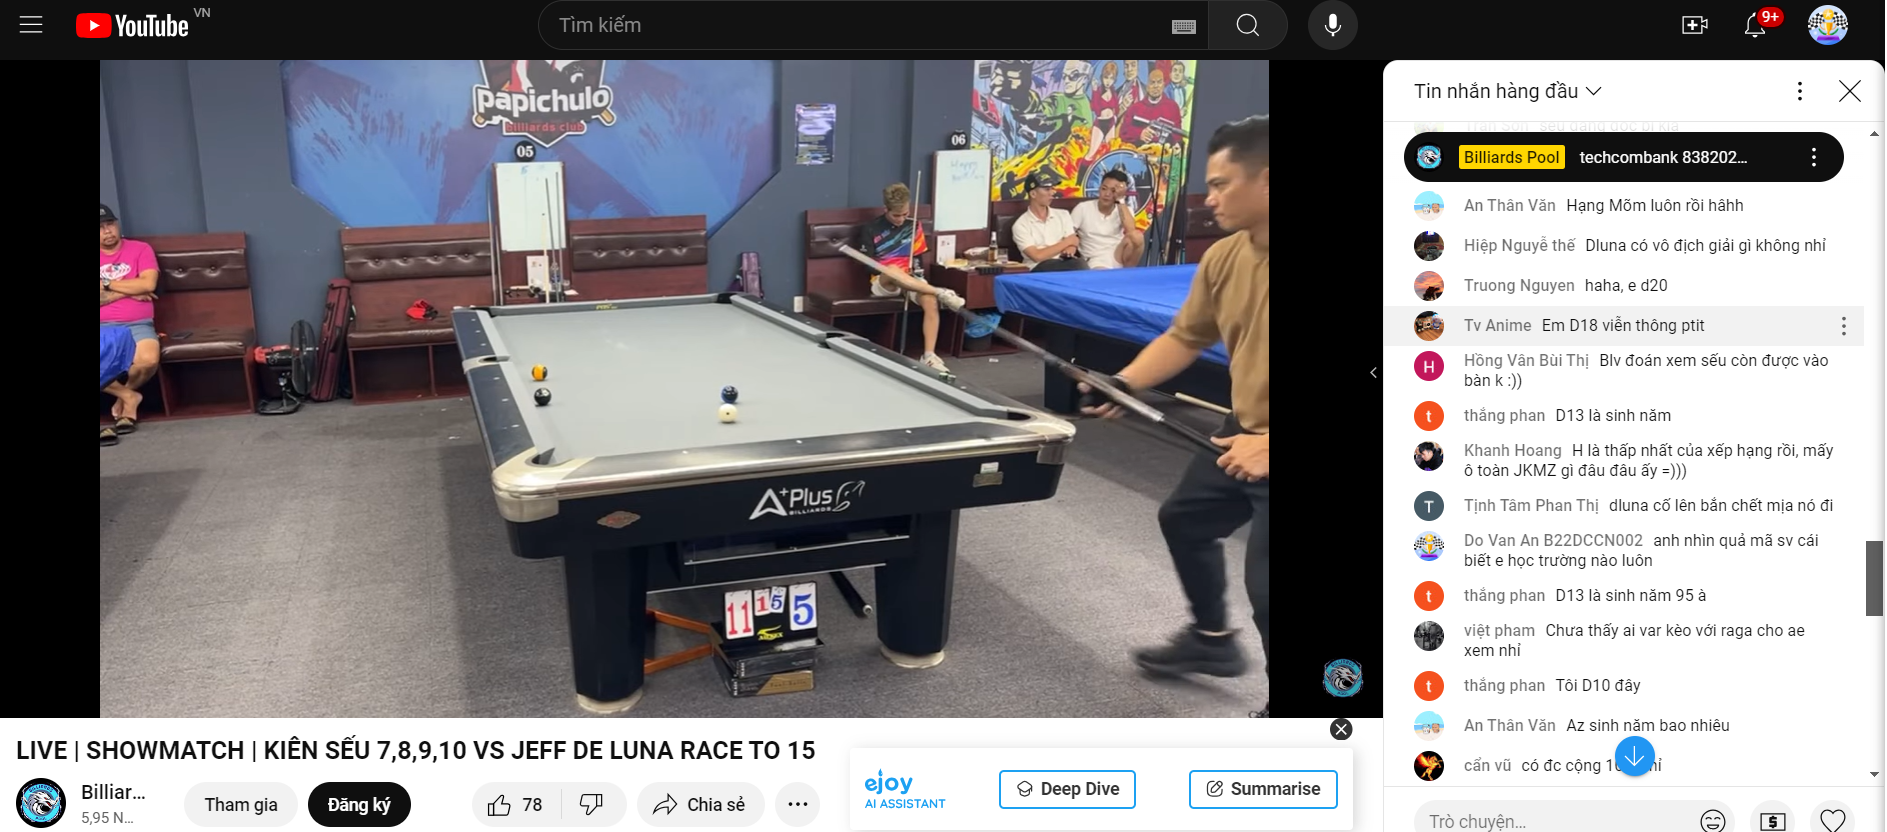 YouTube VN
Tìm kiếm
9+
papichulo
billiards club
05
06
A+Plus
BILLIARDS
11 15 5
LIVE | SHOWMATCH | KIÊN SẾU 7,8,9,10 VS JEFF DE LUNA RACE TO 15
Billiar...
5,95 N...
Tham gia
Đăng ký
78
Chia sẻ
ejoy
AI ASSISTANT
Deep Dive
Summarise
Tin nhắn hàng đầu
Trần Sơn sếu đang dốc bi kìa
Billiards Pool techcombank 838202...
An Thân Văn Hạng Mõm luôn rồi hâhh
Hiệp Nguyễ thế Dluna có vô địch giải gì không nhỉ
Truong Nguyen haha, e d20
Tv Anime Em D18 viễn thông ptit
H
Hồng Vân Bùi Thị Blv đoán xem sếu còn được vào
bàn k :))
t
thắng phan D13 là sinh năm
Khanh Hoang H là thấp nhất của xếp hạng rồi, mấy
ô toàn JKMZ gì đâu đâu ấy =)))
T
Tịnh Tâm Phan Thị dluna cố lên bắn chết mịa nó đi
Do Van An B22DCCN002 anh nhìn quả mã sv cái
biết e học trường nào luôn
t
thắng phan D13 là sinh năm 95 à
việt pham Chưa thấy ai var kèo với raga cho ae
xem nhỉ
t
thắng phan Tôi D10 đây
An Thân Văn Az sinh năm bao nhiêu
cẩn vũ có đc cộng
Trò chuyện...